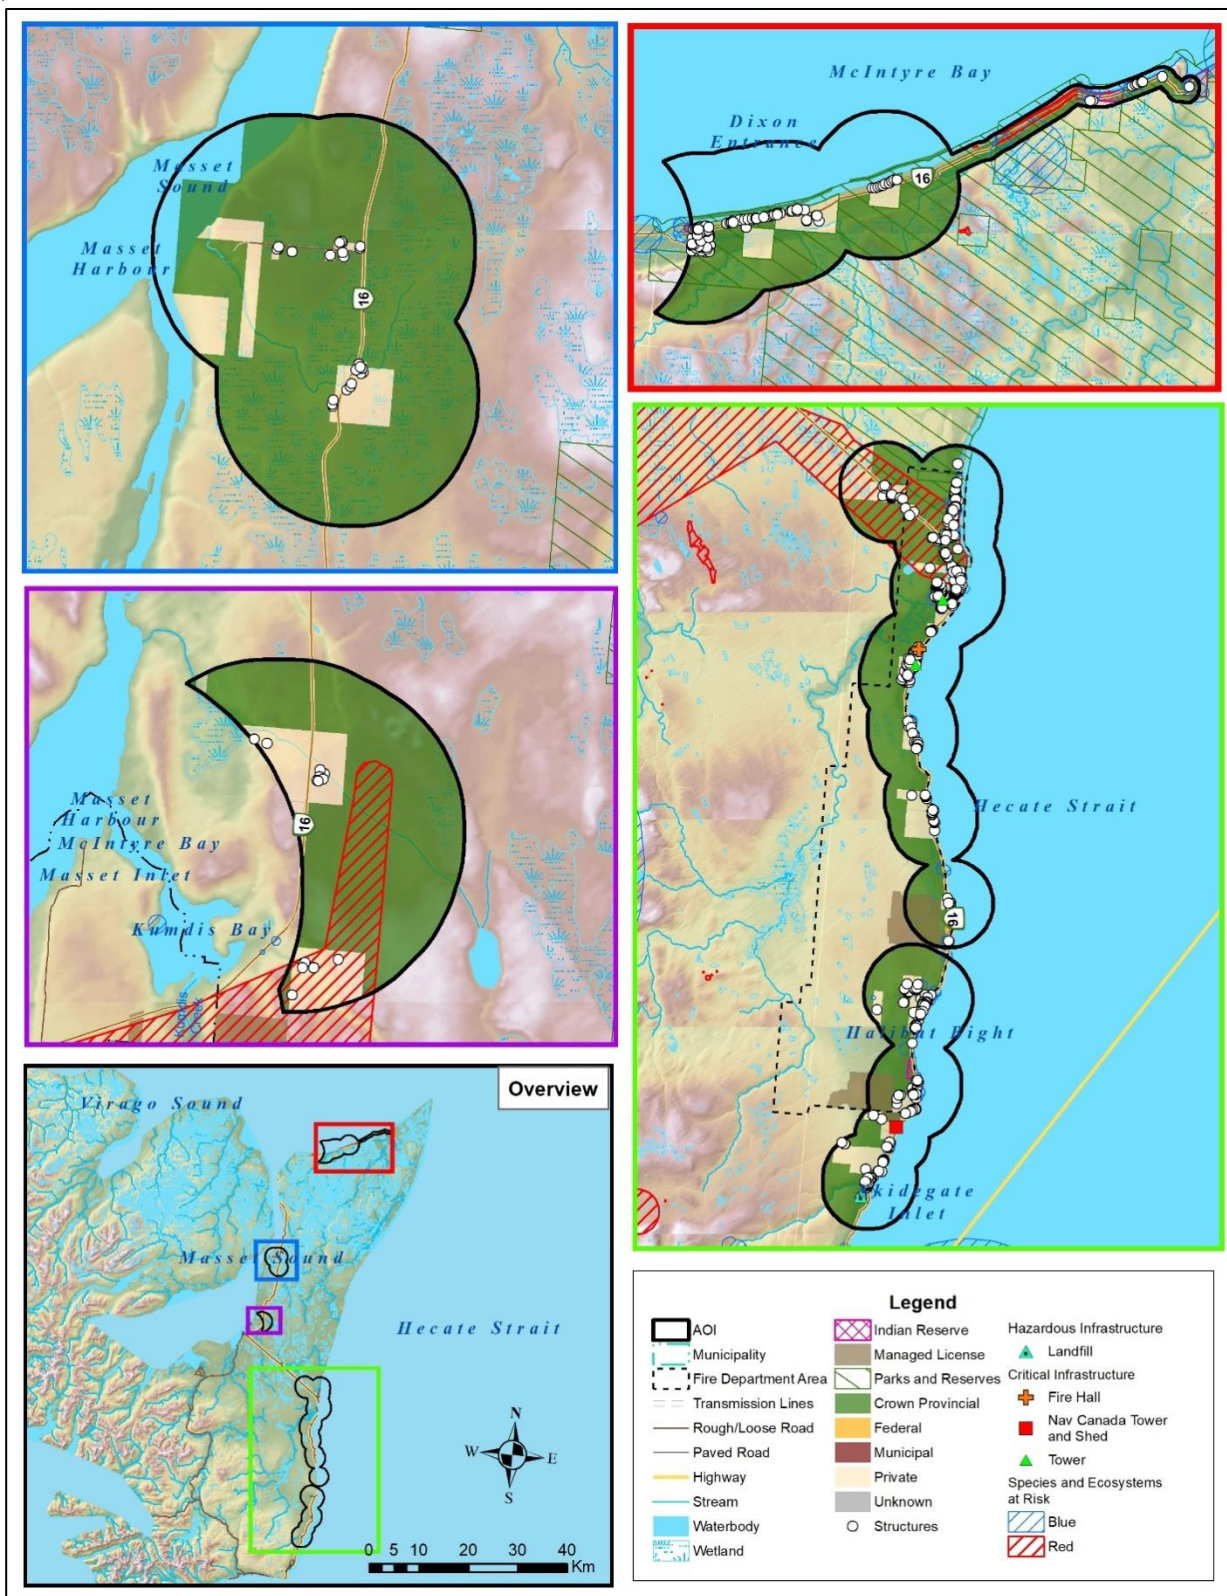 Masset
Sound
Masset
Harbour
16
McIntyre Bay
Dixon
Entrance
16
Hecate Strait
16
Halibut Bight
Skidegate
Inlet
16
Masset
Harbour
McIntyre Bay
Masset Inlet
Kumdis Bay
Kumdis
Creek
Overview
Virago Sound
Masset Sound
Hecate Strait
N
W
E
S
0 5 10 20 30 40
Km
Legend
AOI
Municipality
Fire Department Area
Transmission Lines
Rough/Loose Road
Paved Road
Highway
Stream
Waterbody
Wetland
Indian Reserve
Managed License
Parks and Reserves
Crown Provincial
Federal
Municipal
Private
Unknown
Structures
Hazardous Infrastructure
Landfill
Critical Infrastructure
Fire Hall
Nav Canada Tower
and Shed
Tower
Species and Ecosystems
at Risk
Blue
Red